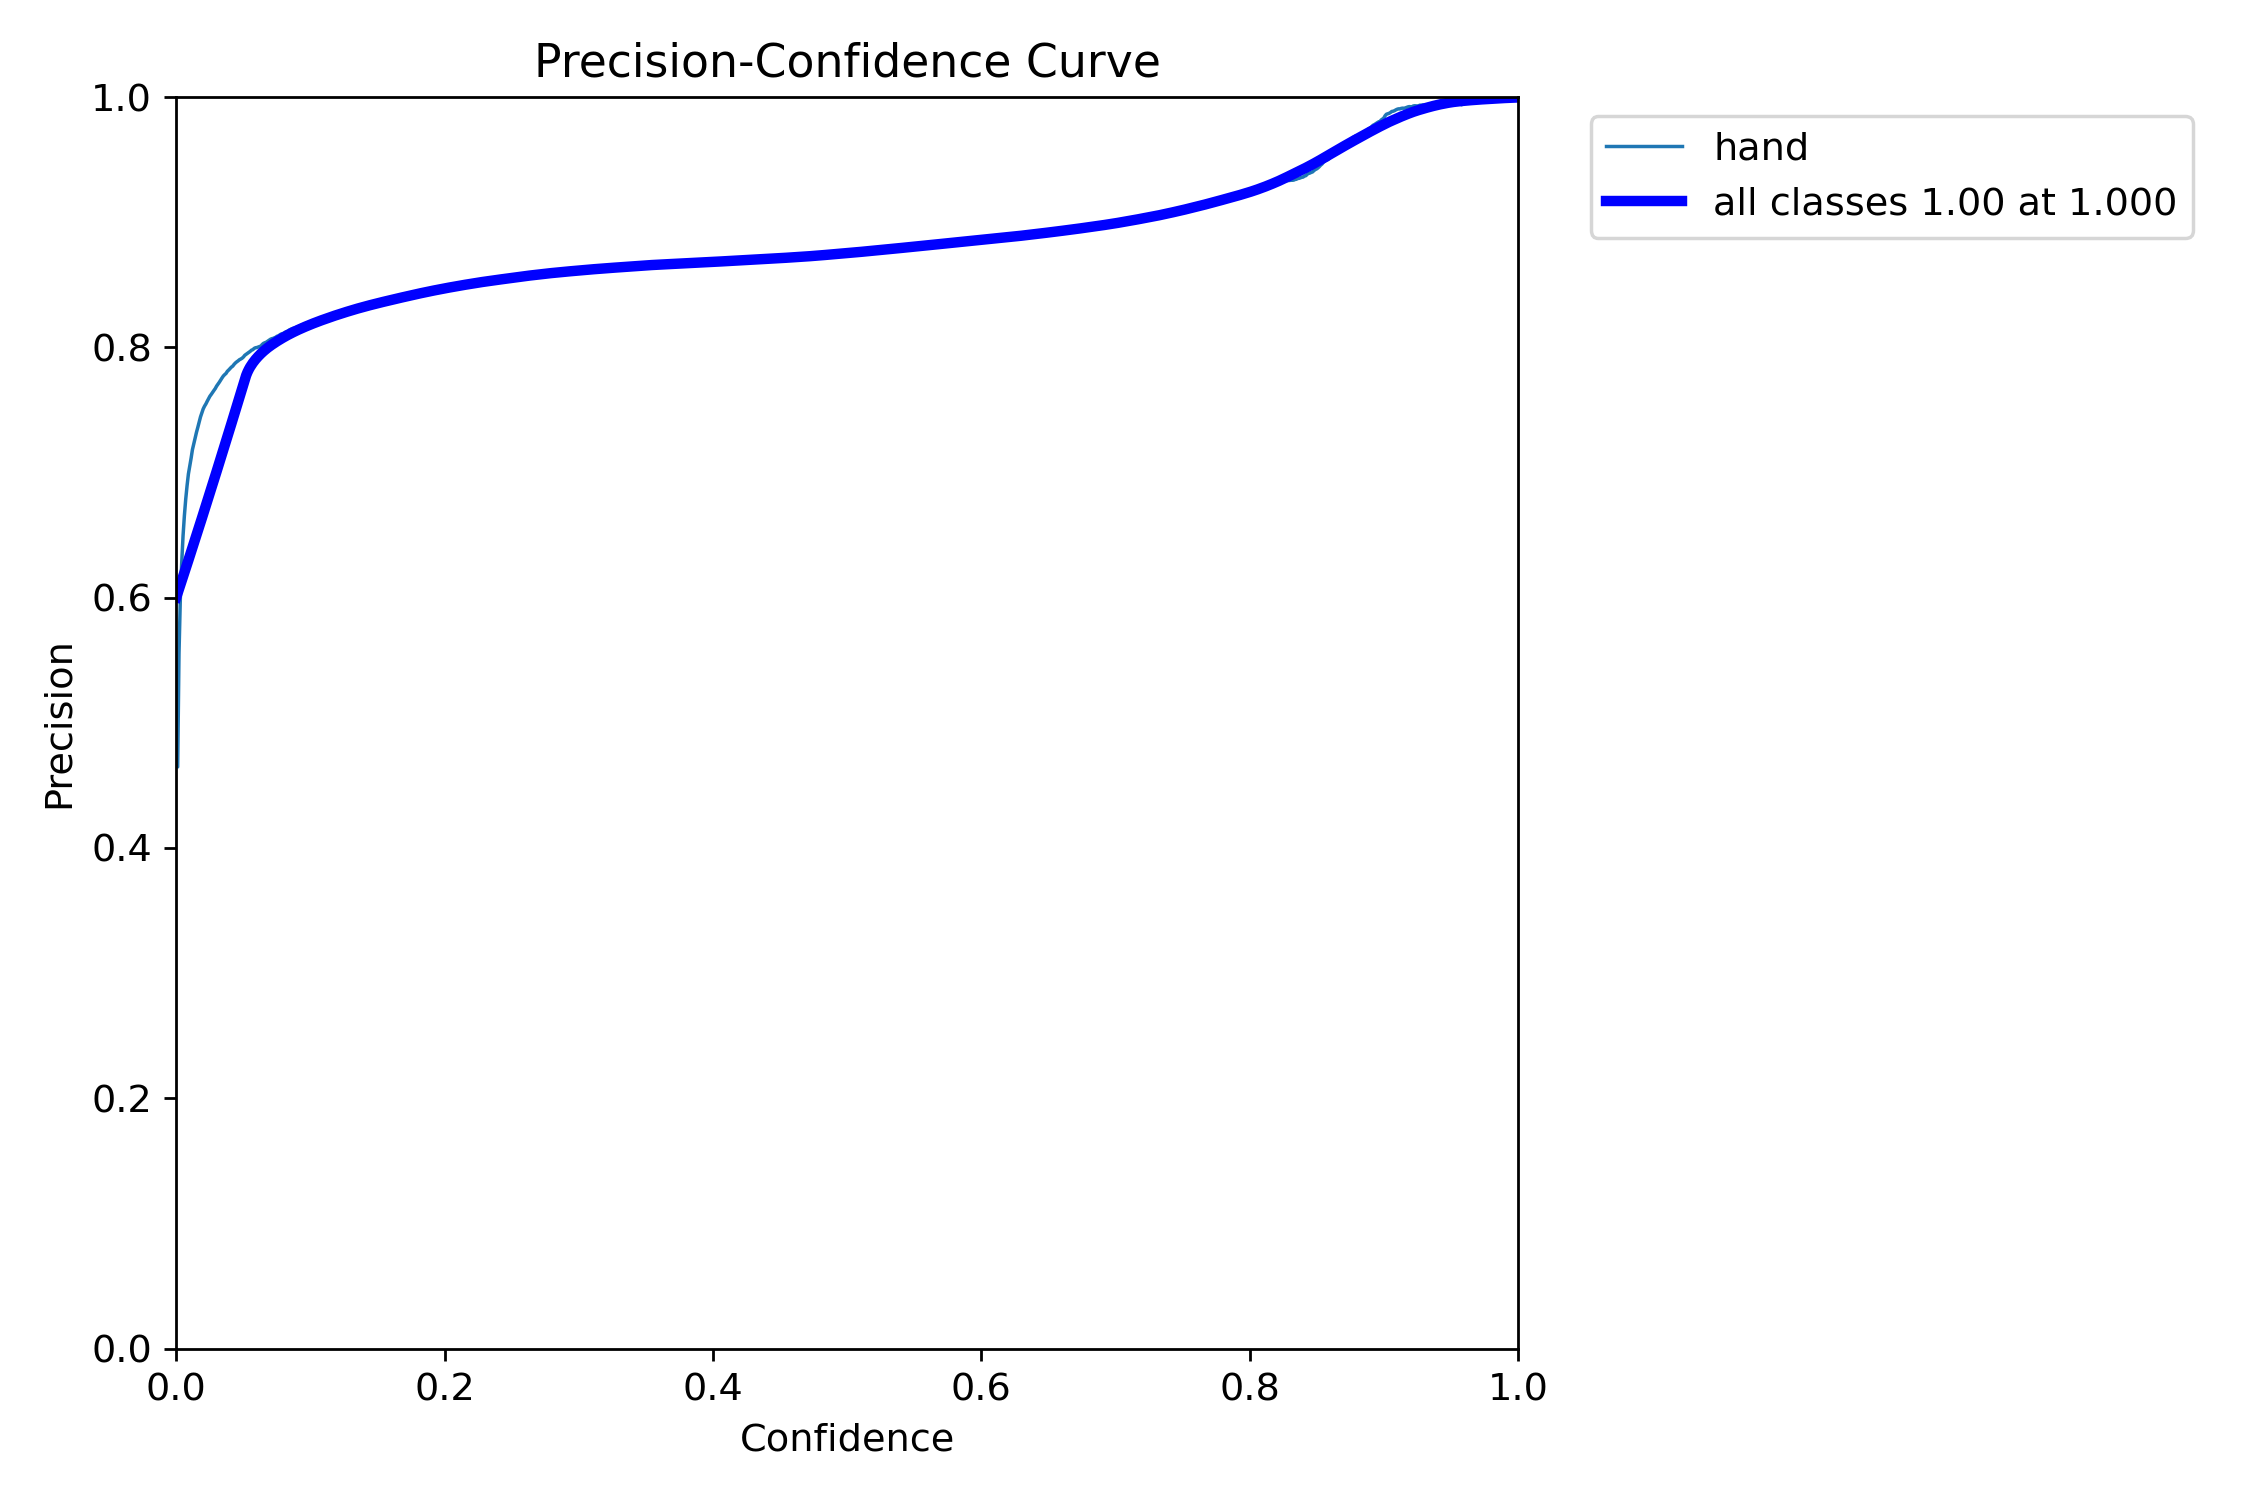 Precision-Confidence Curve
1.0
0.8
0.6
0.4
0.2
0.0
Precision
0.0 0.2 0.4 0.6 0.8 1.0
Confidence
hand
all classes 1.00 at 1.000